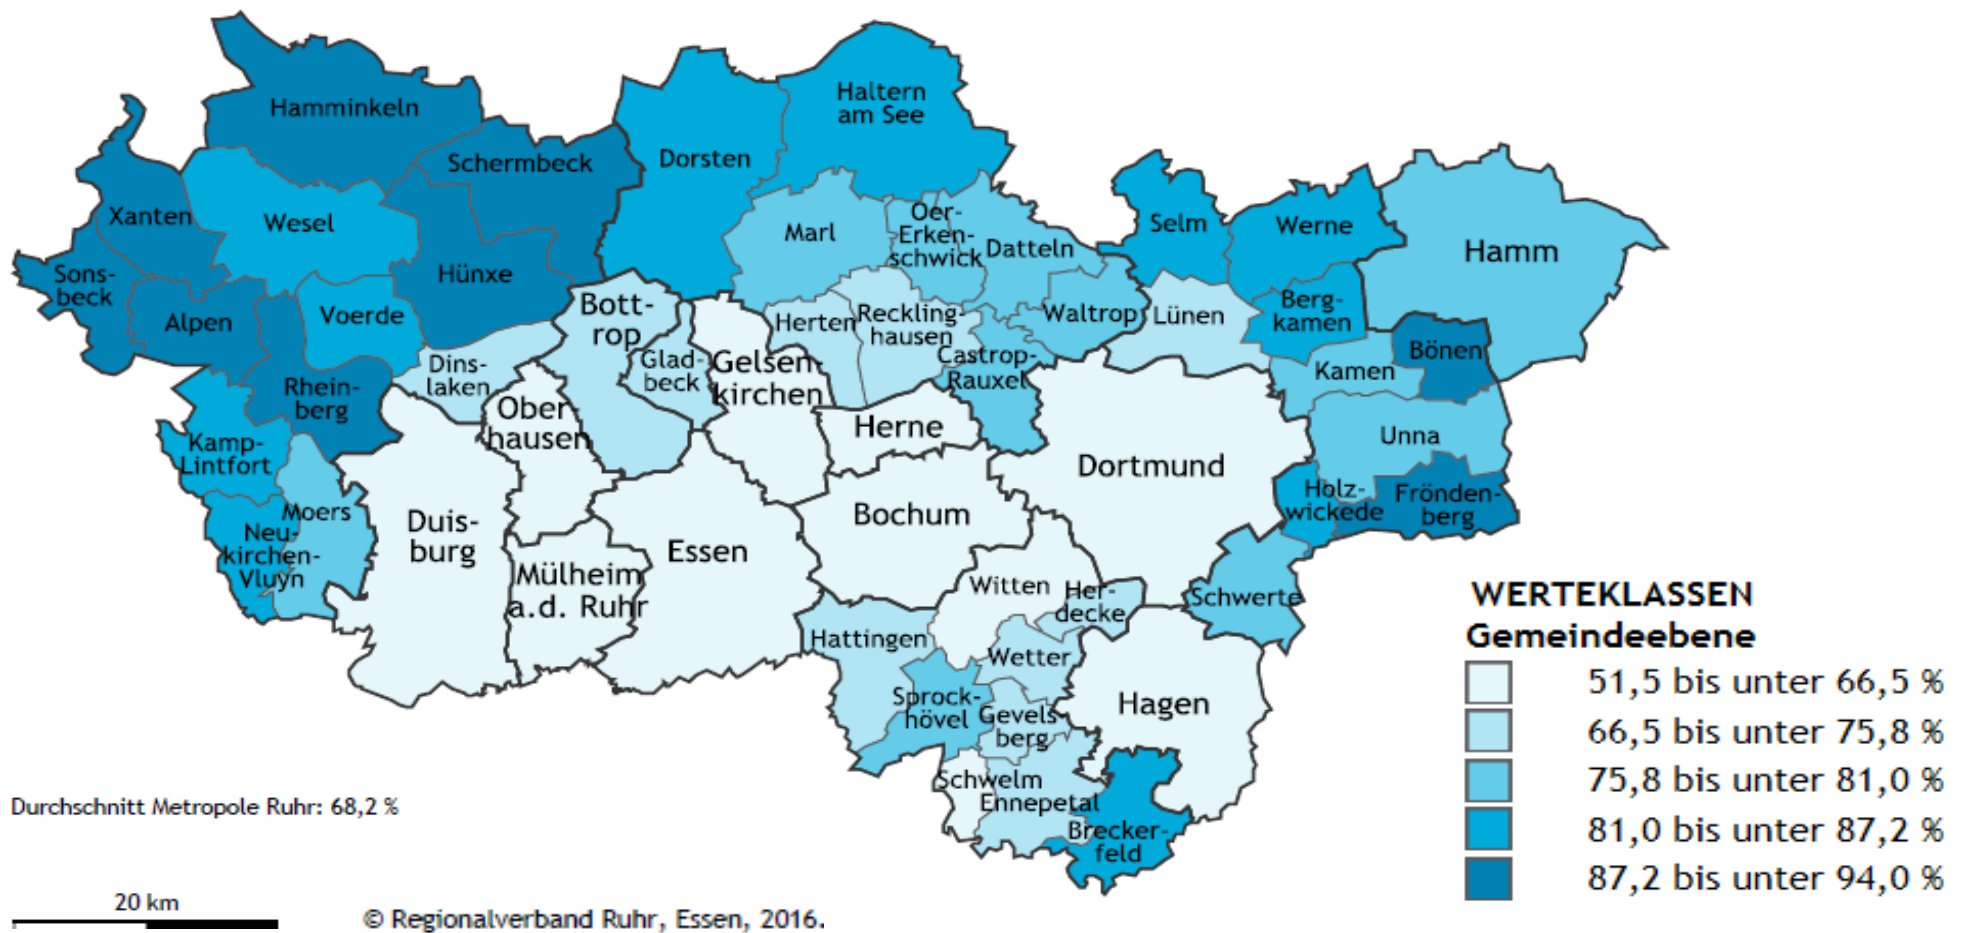 Hamminkeln
Haltern
am See
Schermbeck
Dorsten
Xanten
Wesel
Marl
Oer-
Erken-
schwick
Datteln
Selm
Werne
Hamm
Sons-
beck
Hünxe
Alpen
Voerde
Bott-
rop
Herten
Reckling-
hausen
Waltrop
Lünen
Berg-
kamen
Bönen
Dins-
laken
Glad-
beck
Gelsen-
kirchen
Castrop-
Rauxel
Kamen
Rhein-
berg
Ober-
hausen
Herne
Unna
Kamp-
Lintfort
Dortmund
Holz-
wickede
Frönden-
berg
Moers
Neu-
kirchen-
Vluyn
Duis-
burg
Essen
Bochum
Mülheim
a.d. Ruhr
Witten
Her-
decke
Schwerte
Hattingen
Wetter
Sprock-
hövel
Gevels-
berg
Hagen
Schwelm
Ennepetal
Brecker-
feld
WERTEKLASSEN
Gemeindeebene
51,5 bis unter 66,5 %
66,5 bis unter 75,8 %
75,8 bis unter 81,0 %
81,0 bis unter 87,2 %
87,2 bis unter 94,0 %
Durchschnitt Metropole Ruhr: 68,2 %
20 km
© Regionalverband Ruhr, Essen, 2016.